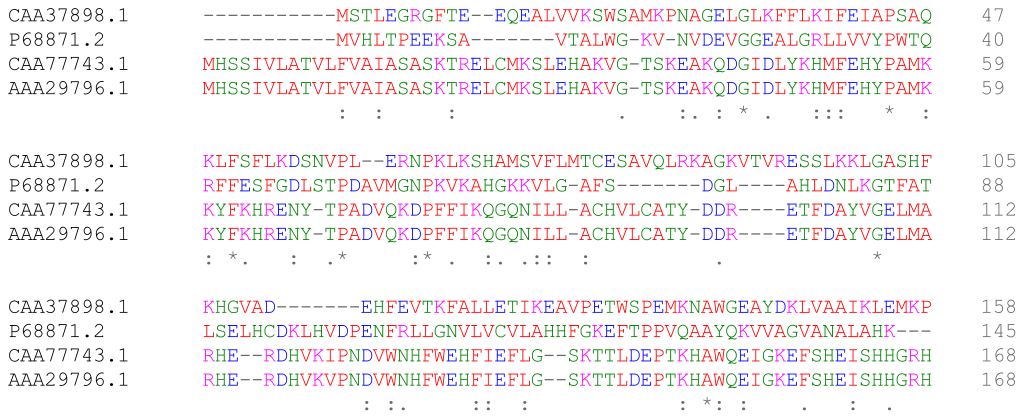 CAA37898.1 -----------MSTLEGRGFTE--EQEALVVKSWSAMKPNAGELGLKFFLKIFEIAPSAQ 47
P68871.2 -----------MVHLTPEEKSA-------VTALWG-KV-NVDEVGGEALGRLLVVYPWTQ 40
CAA77743.1 MHSSIVLATVLFVAIASASKTRELCMKSLEHAKVG-TSKEAKQDGIDLYKHMFEHYPAMK 59
AAA29796.1 MHSSIVLATVLFVAIASASKTRELCMKSLEHAKVG-TSKEAKQDGIDLYKHMFEHYPAMK 59
:  :     :             .    :. : * .   :::   *  :
CAA37898.1 KLFSFLKDSNVPL--ERNPKLKSHAMSVFLMTCESAVQLRKAGKVTVRESSLKKLGASHF 105
P68871.2 RFFESFGDLSTPDAVMGNPKVKAHGKKVLG-AFS-------DGL----AHLDNLKGTFAT 88
CAA77743.1 KYFKHRENY-TPADVQKDPFFIKQGQNILL-ACHVLCATY-DDR----ETFDAYVGELMA 112
AAA29796.1 KYFKHRENY-TPADVQKDPFFIKQGQNILL-ACHVLCATY-DDR----ETFDAYVGELMA 112
: *.   :  .*     :* .  :. .::  :          .            *
CAA37898.1 KHGVAD-------EHFEVTKFALLETIKEAVPETWSPEMKNAWGEAYDKLVAAIKLEMKP 158
P68871.2 LSELHCDKLHVDPENFRLLGNVLVCVLAHHFGKEFTPPVQAAYQKVVAGVANALAHK--- 145
CAA77743.1 RHE--RDHVKIPNDVWNHFWEHFIEFLG--SKTTLDEPTKHAWQEIGKEFSHEISHHGRH 168
AAA29796.1 RHE--RDHVKVPNDVWNHFWEHFIEFLG--SKTTLDEPTKHAWQEIGKEFSHEISHHGRH 168
: :.     ::  :            : *: :    .   :  .